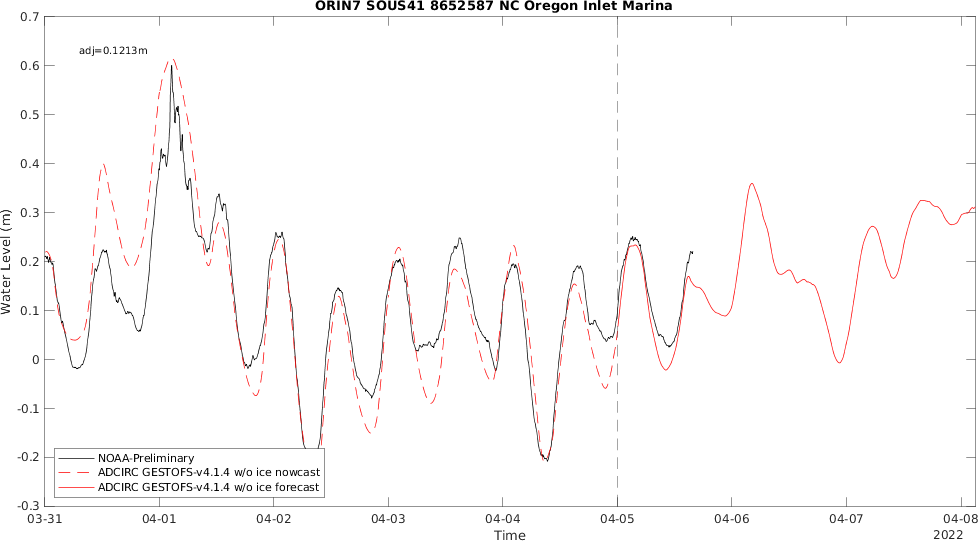 ORIN7 SOUS41 8652587 NC Oregon Inlet Marina
0.7
adj=0.1213m
0.6
0.5
0.4
0.3
0.2
0.1
0
-0.1
-0.2
-0.3
Water Level (m)
NOAA-Preliminary
ADCIRC GESTOFS-v4.1.4 w/o ice nowcast
ADCIRC GESTOFS-v4.1.4 w/o ice forecast
03-31 04-01 04-02 04-03 04-04 04-05 04-06 04-07 04-08
Time
2022